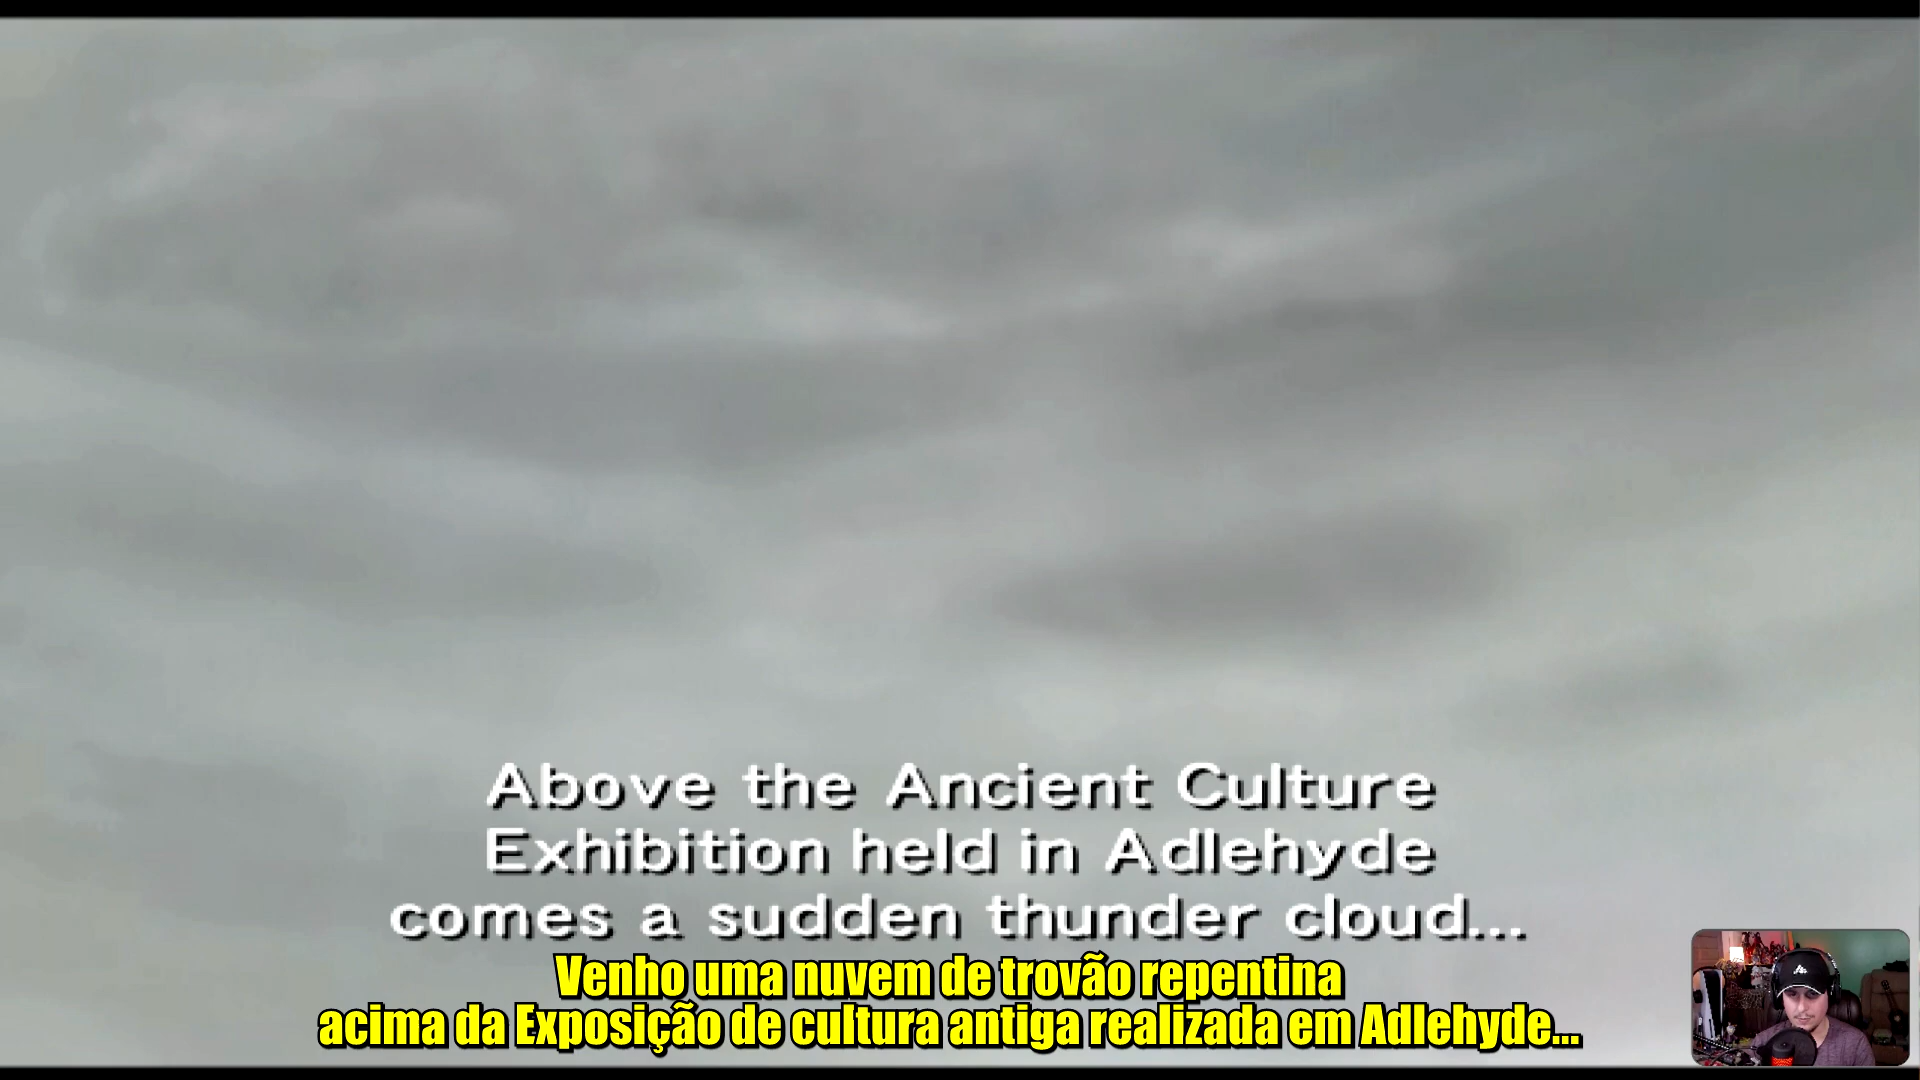 Above the Ancient Culture
Exhibition held in Adlehyde
comes a sudden thunder cloud...
Venho uma nuvem de trovão repentina
acima da Exposição de cultura antiga realizada em Adlehyde...